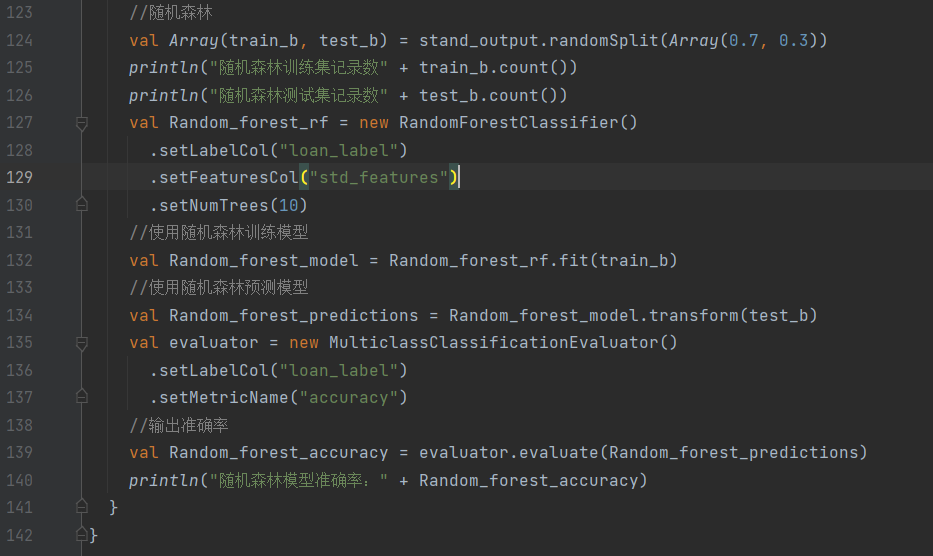 123 //随机森林
124 val Array(train_b, test_b) = stand_output.randomSplit(Array(0.7, 0.3))
125 println("随机森林训练集记录数" + train_b.count())
126 println("随机森林测试集记录数" + test_b.count())
127 val Random_forest_rf = new RandomForestClassifier()
128 .setLabelCol("loan_label")
129 .setFeaturesCol("std_features")
130 .setNumTrees(10)
131 //使用随机森林训练模型
132 val Random_forest_model = Random_forest_rf.fit(train_b)
133 //使用随机森林预测模型
134 val Random_forest_predictions = Random_forest_model.transform(test_b)
135 val evaluator = new MulticlassClassificationEvaluator()
136 .setLabelCol("loan_label")
137 .setMetricName("accuracy")
138 //输出准确率
139 val Random_forest_accuracy = evaluator.evaluate(Random_forest_predictions)
140 println("随机森林模型准确率：" + Random_forest_accuracy)
141 }
142 }